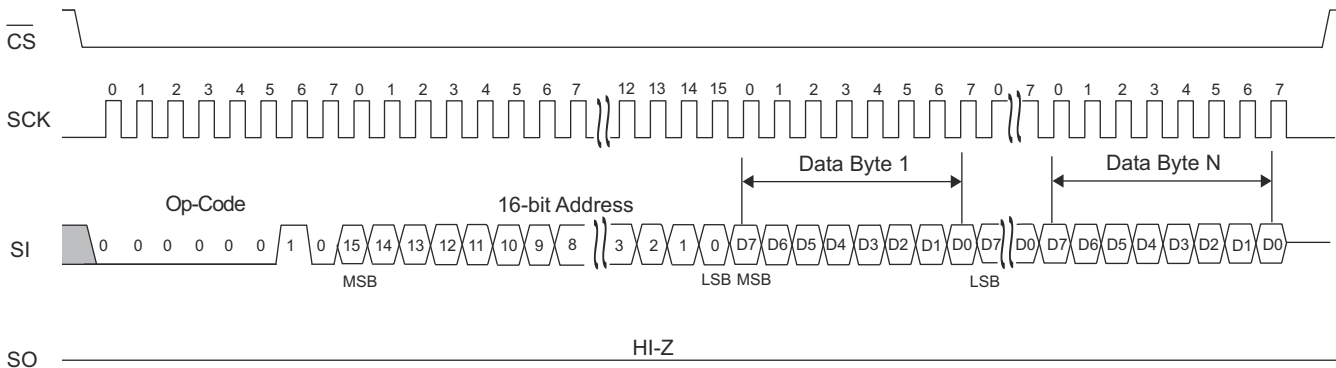 CS
0 1 2 3 4 5 6 7 0 1 2 3 4 5 6 7 12 13 14 15 0 1 2 3 4 5 6 7 0 7 0 1 2 3 4 5 6 7
SCK
Data Byte 1 Data Byte N
Op-Code 16-bit Address
SI 0 0 0 0 0 0 1 0 15 14 13 12 11 10 9 8 3 2 1 0 D7 D6 D5 D4 D3 D2 D1 D0 D7 D0 D7 D6 D5 D4 D3 D2 D1 D0
MSB LSB MSB LSB
HI-Z
SO